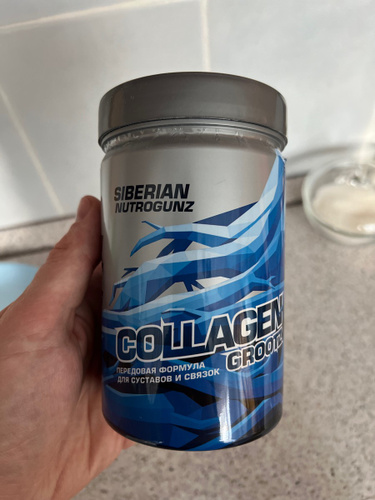 SIBERIAN
NUTROGUNZ
COLLAGEN
ПЕРЕДОВАЯ ФОРМУЛА
ДЛЯ СУСТАВОВ И СВЯЗОК